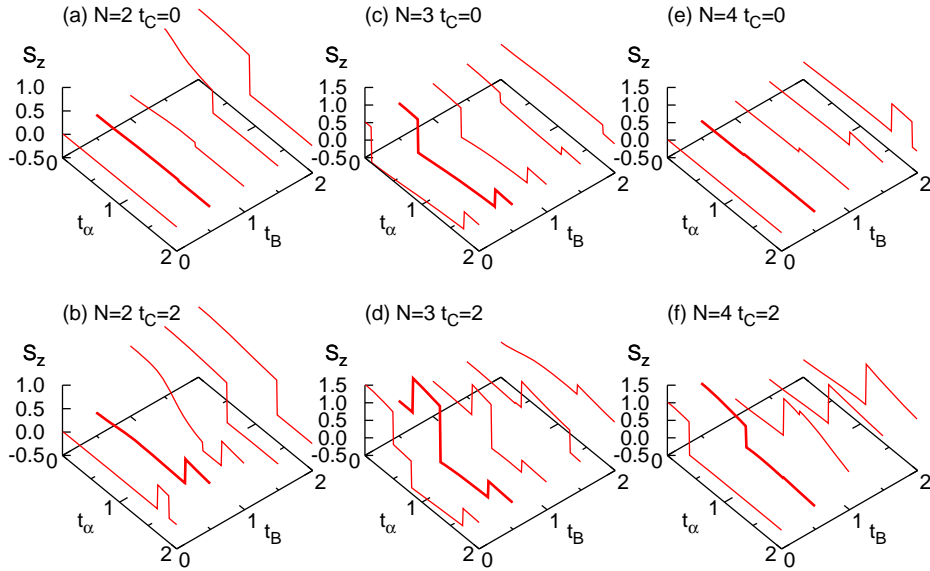 (a) N=2 t_C=0
S_z
1.0
0.5
0.0
-0.5
0
1
2
t_α
0
1
2
t_B
(c) N=3 t_C=0
S_z
1.5
1.0
0.5
0.0
-0.5
0
1
2
t_α
0
1
2
t_B
(e) N=4 t_C=0
S_z
1.5
1.0
0.5
0.0
-0.5
0
1
2
t_α
0
1
2
t_B
(b) N=2 t_C=2
S_z
1.0
0.5
0.0
-0.5
0
1
2
t_α
0
1
2
t_B
(d) N=3 t_C=2
S_z
1.5
1.0
0.5
0.0
-0.5
0
1
2
t_α
0
1
2
t_B
(f) N=4 t_C=2
S_z
1.5
1.0
0.5
0.0
-0.5
0
1
2
t_α
0
1
2
t_B